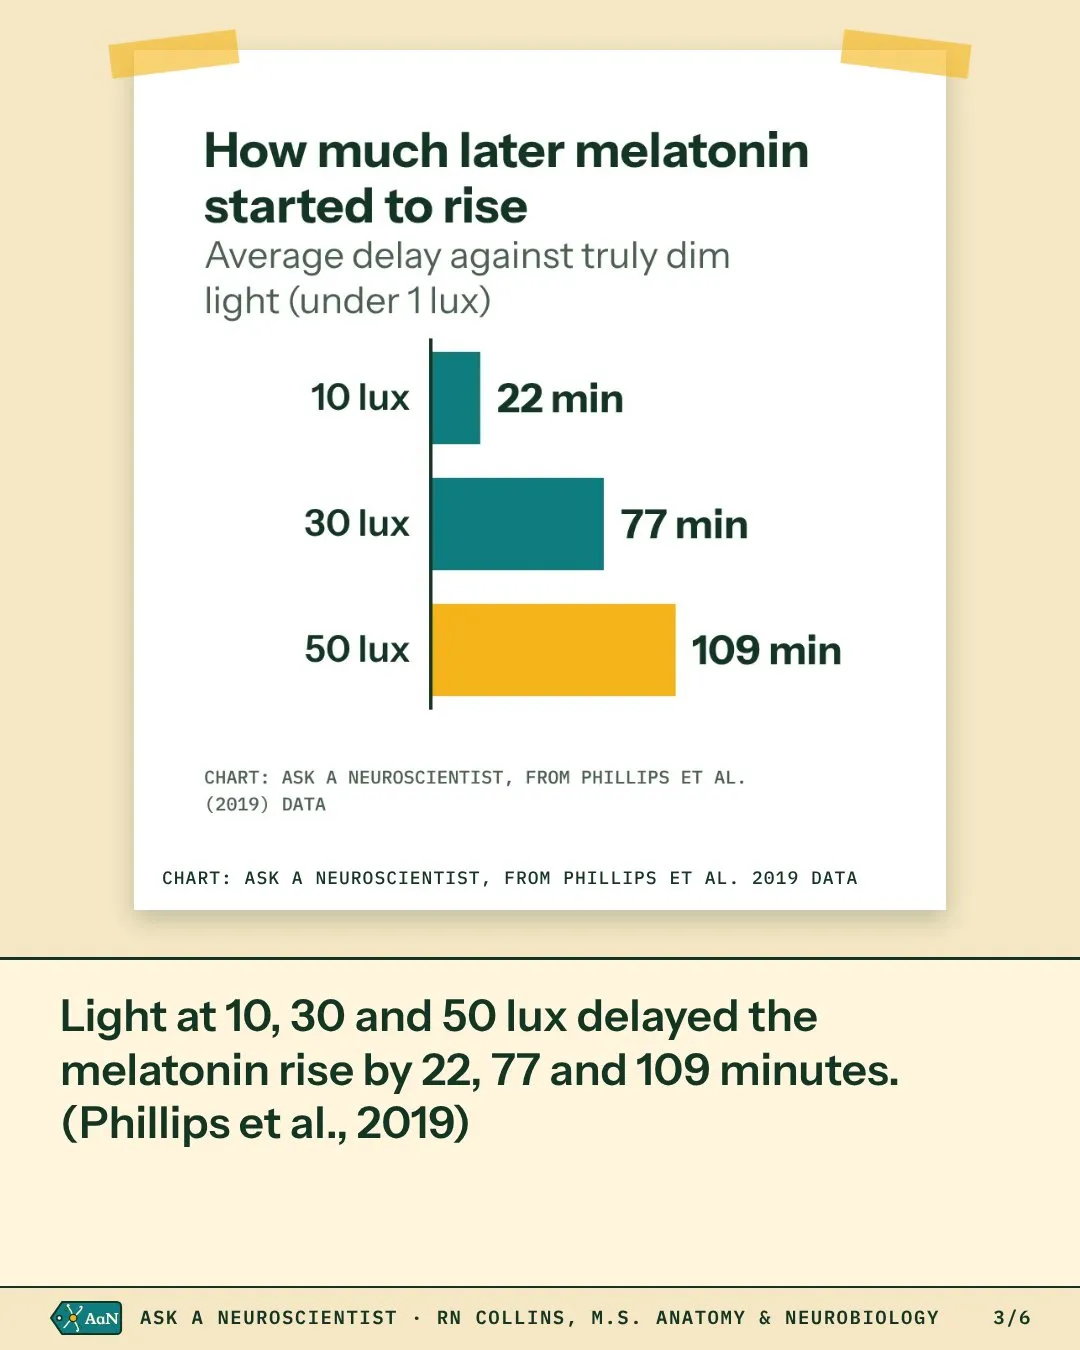 How much later melatonin
started to rise
Average delay against truly dim
light (under 1 lux)
10 lux 22 min
30 lux 77 min
50 lux 109 min
CHART: ASK A NEUROSCIENTIST, FROM PHILLIPS ET AL.
(2019) DATA
CHART: ASK A NEUROSCIENTIST, FROM PHILLIPS ET AL. 2019 DATA
Light at 10, 30 and 50 lux delayed the
melatonin rise by 22, 77 and 109 minutes.
(Phillips et al., 2019)
AaN ASK A NEUROSCIENTIST · RN COLLINS, M.S. ANATOMY & NEUROBIOLOGY 3/6